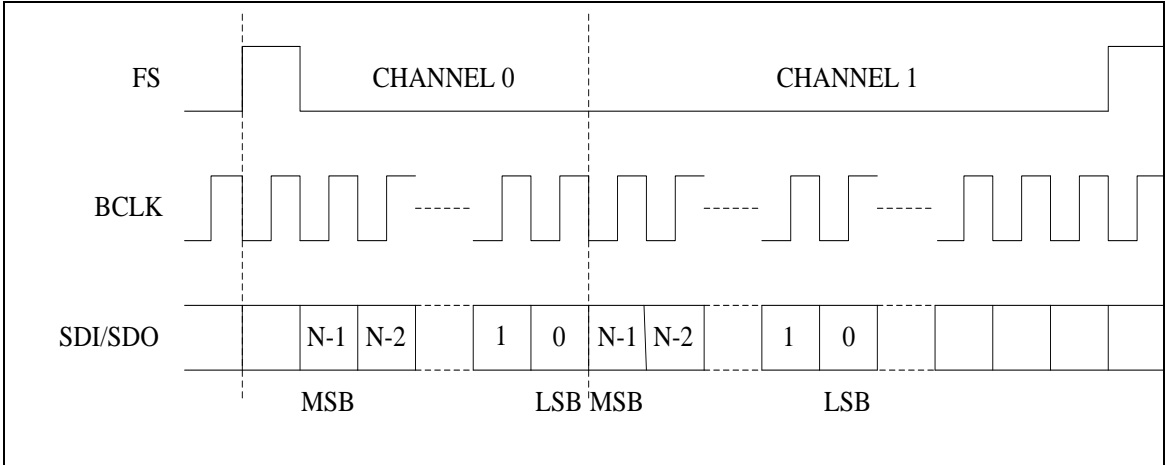 FS CHANNEL 0 CHANNEL 1
BCLK
SDI/SDO N-1 N-2 1 0 N-1 N-2 1 0
MSB LSB MSB LSB